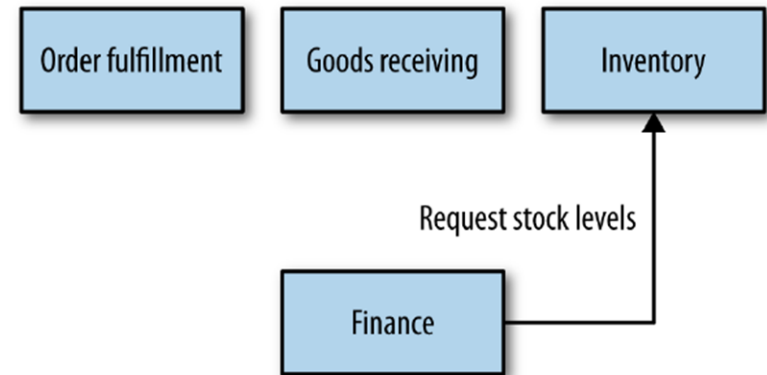 Order fulfillment
Goods receiving
Inventory
Request stock levels
Finance